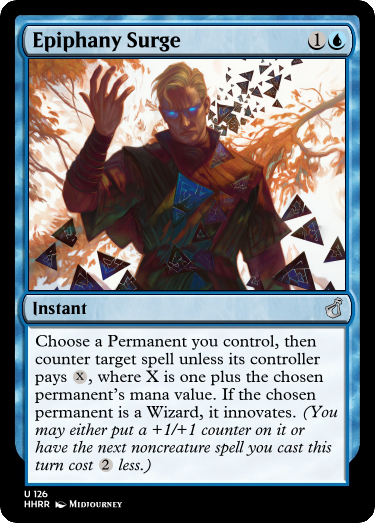 Epiphany Surge 1
Instant
Choose a Permanent you control, then
counter target spell unless its controller
pays X, where X is one plus the chosen
permanent's mana value. If the chosen
permanent is a Wizard, it innovates. (You
may either put a +1/+1 counter on it or
have the next noncreature spell you cast
this turn cost 2 less.)
U 126
HHRR Midjourney